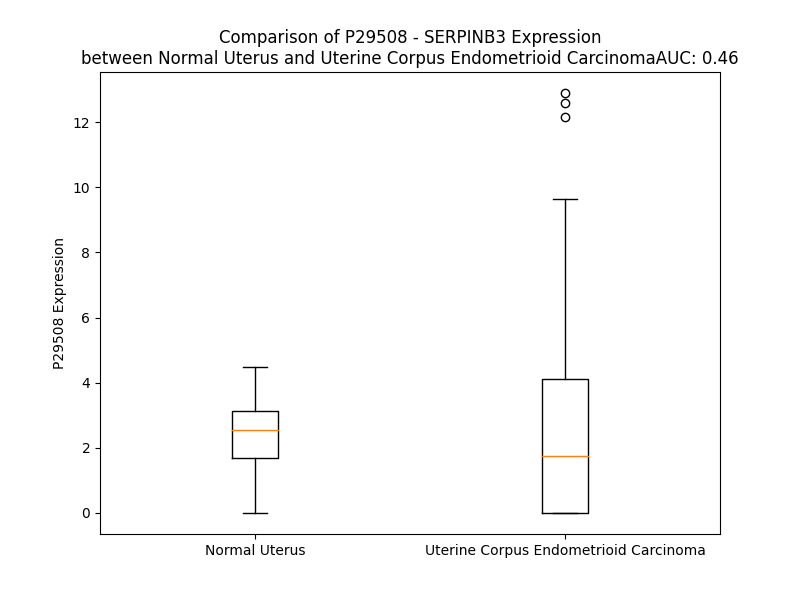 Comparison of P29508 - SERPINB3 Expression
between Normal Uterus and Uterine Corpus Endometrioid CarcinomaAUC: 0.46
12
10
8
6
4
2
0
P29508 Expression
Normal Uterus
Uterine Corpus Endometrioid Carcinoma